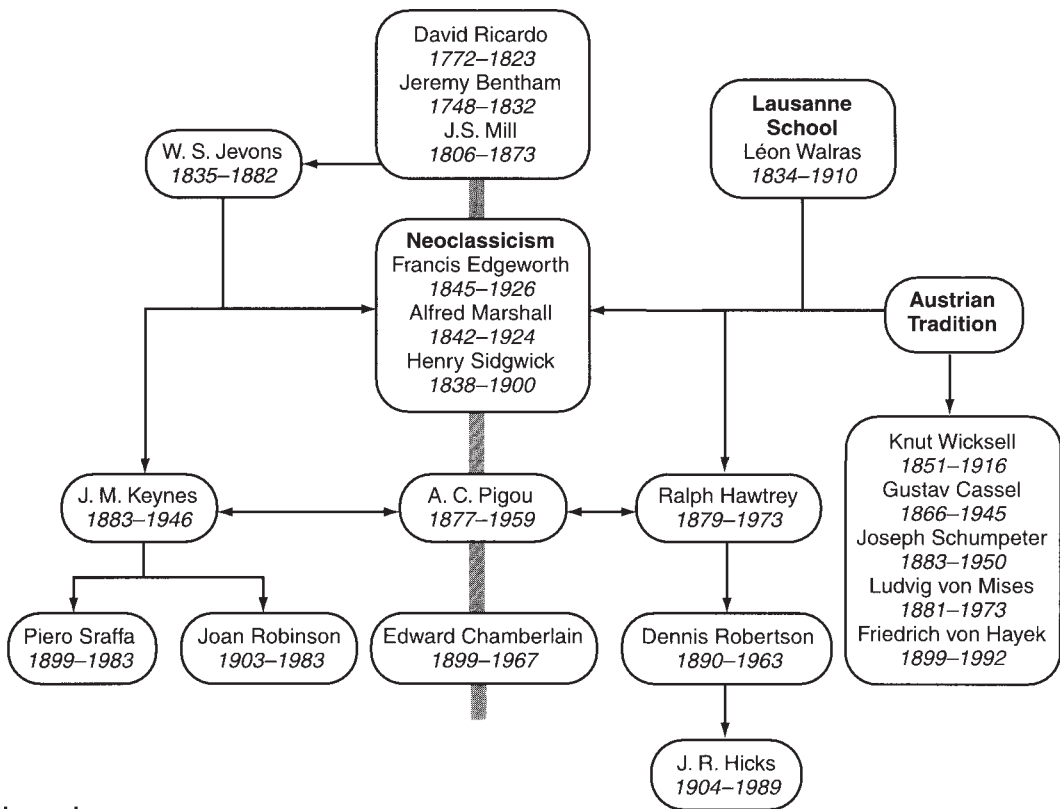 David Ricardo
1772–1823
Jeremy Bentham
1748–1832
J.S. Mill
1806–1873
Lausanne
School
Léon Walras
1834–1910
W. S. Jevons
1835–1882
Neoclassicism
Francis Edgeworth
1845–1926
Alfred Marshall
1842–1924
Henry Sidgwick
1838–1900
Austrian
Tradition
Knut Wicksell
1851–1916
Gustav Cassel
1866–1945
Joseph Schumpeter
1883–1950
Ludvig von Mises
1881–1973
Friedrich von Hayek
1899–1992
J. M. Keynes
1883–1946
A. C. Pigou
1877–1959
Ralph Hawtrey
1879–1973
Piero Sraffa
1899–1983
Joan Robinson
1903–1983
Edward Chamberlain
1899–1967
Dennis Robertson
1890–1963
J. R. Hicks
1904–1989